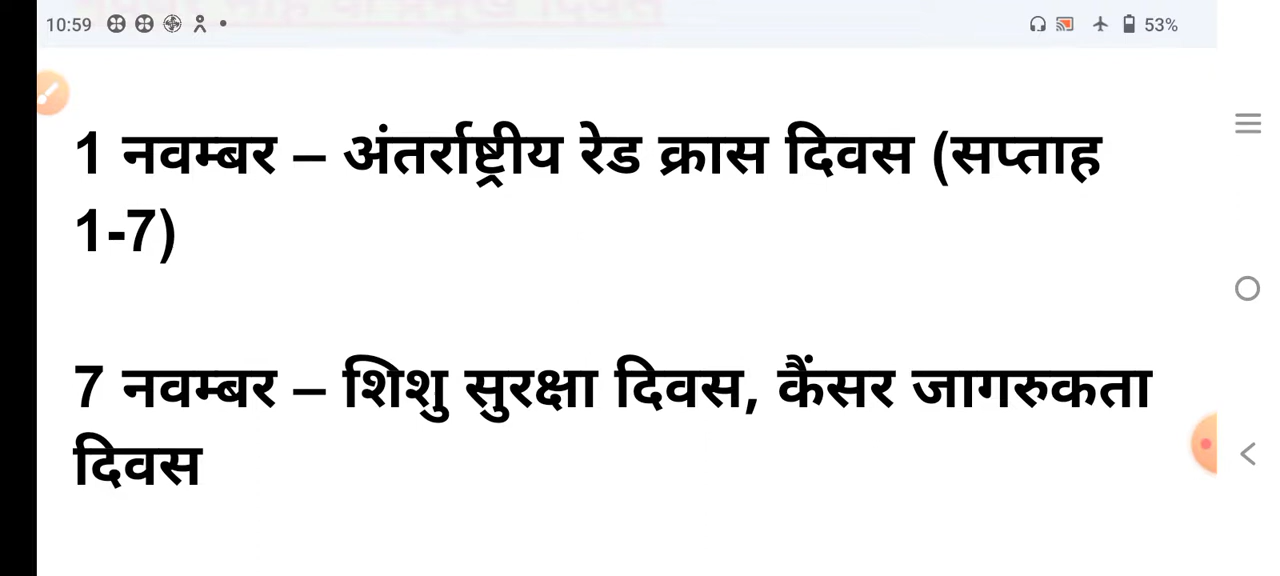 10:59
53%
1 नवम्बर – अंतर्राष्ट्रीय रेड क्रास दिवस (सप्ताह
1-7)
7 नवम्बर – शिशु सुरक्षा दिवस, कैंसर जागरुकता
दिवस